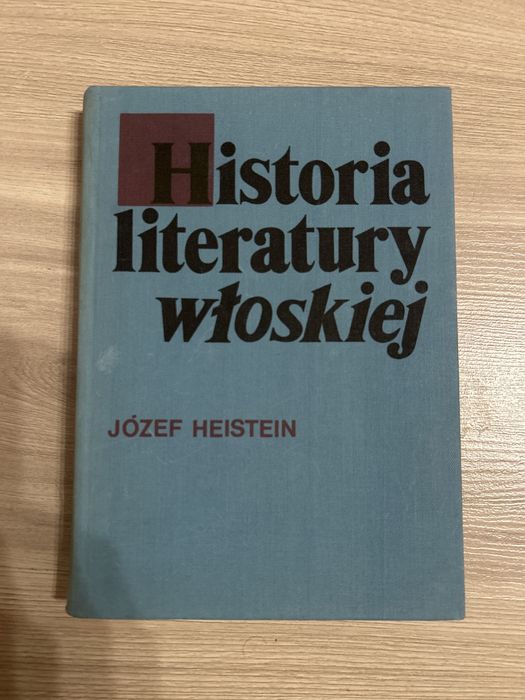 Historia
literatury
włoskiej
JÓZEF HEISTEIN